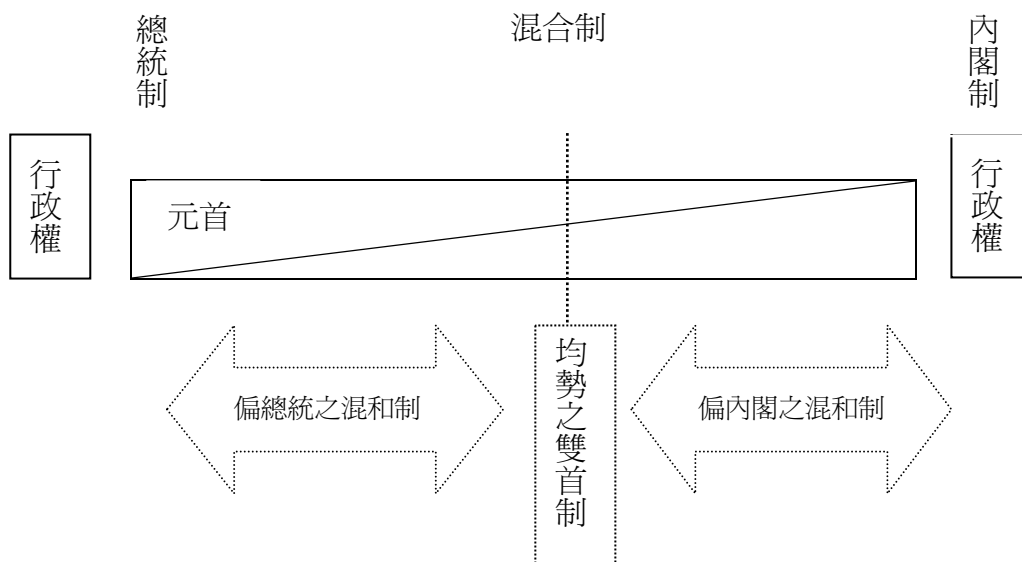 總統制
混合制
內閣制
行政權
元首
行政權
偏總統之混和制
均勢之雙首制
偏內閣之混和制